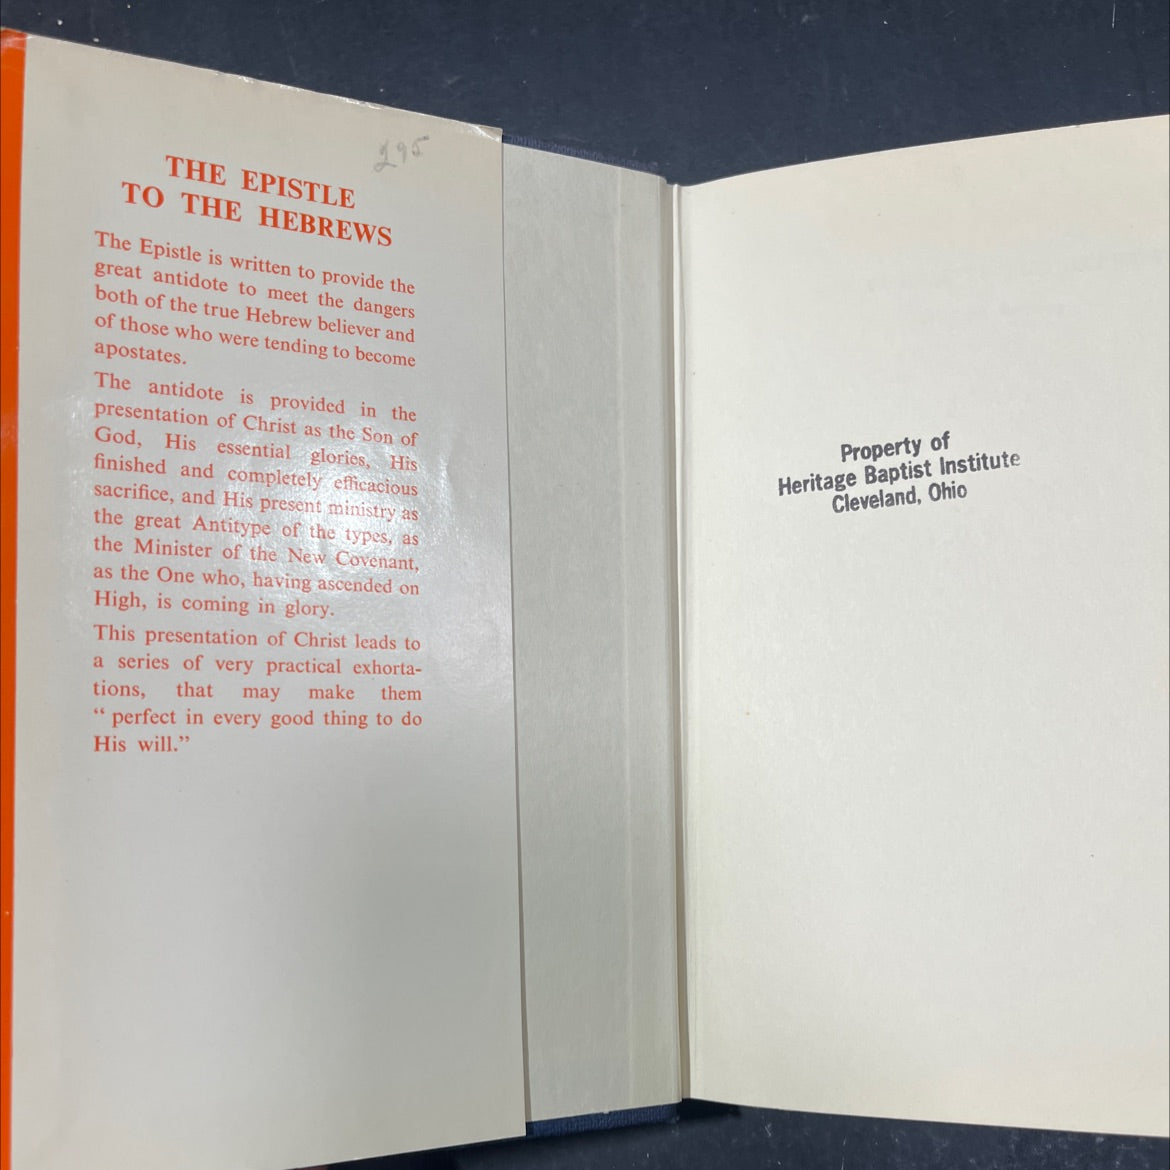 295
THE EPISTLE
TO THE HEBREWS
The Epistle is written to provide the
great antidote to meet the dangers
both of the true Hebrew believer and
of those who were tending to become
apostates.
The antidote is provided in the
presentation of Christ as the Son of
God, His essential glories, His
finished and completely efficacious
sacrifice, and His present ministry as
the great Antitype of the types, as
the Minister of the New Covenant,
as the One who, having ascended on
High, is coming in glory.
This presentation of Christ leads to
a series of very practical exhorta-
tions, that may make them
“ perfect in every good thing to do
His will.”
Property of
Heritage Baptist Institute
Cleveland, Ohio